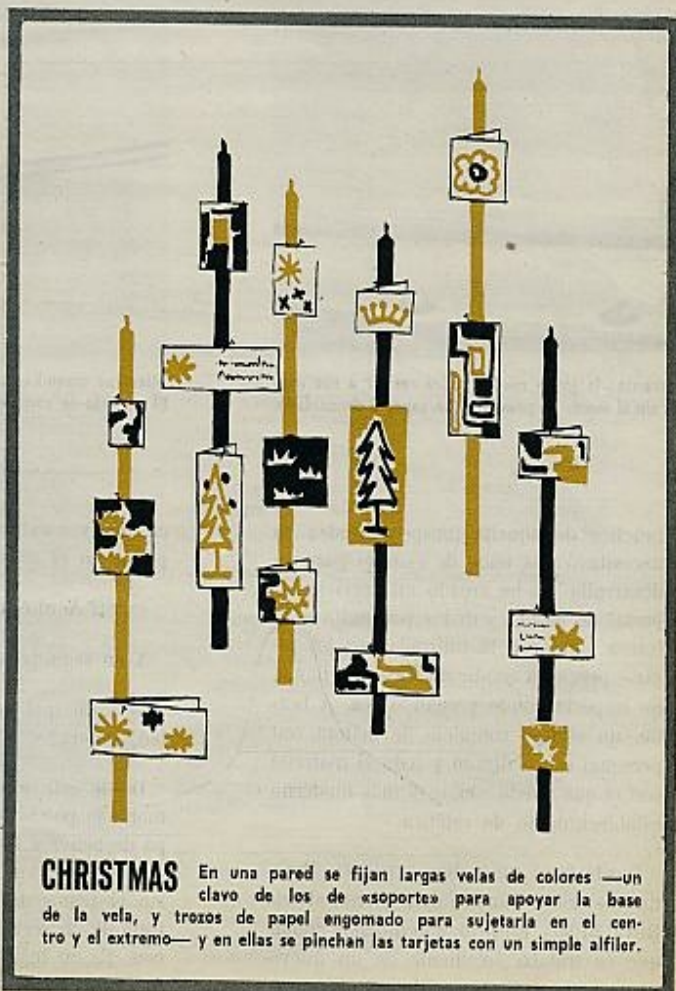 CHRISTMAS En una pared se fijan largas velas de colores —un
clavo de los de «soporte» para apoyar la base
de la vela, y troxos de papel engomado para sujetarla en el cen-
tro y el extremo— y en ellas se pinchan las tarjetas con un simple alfiler.